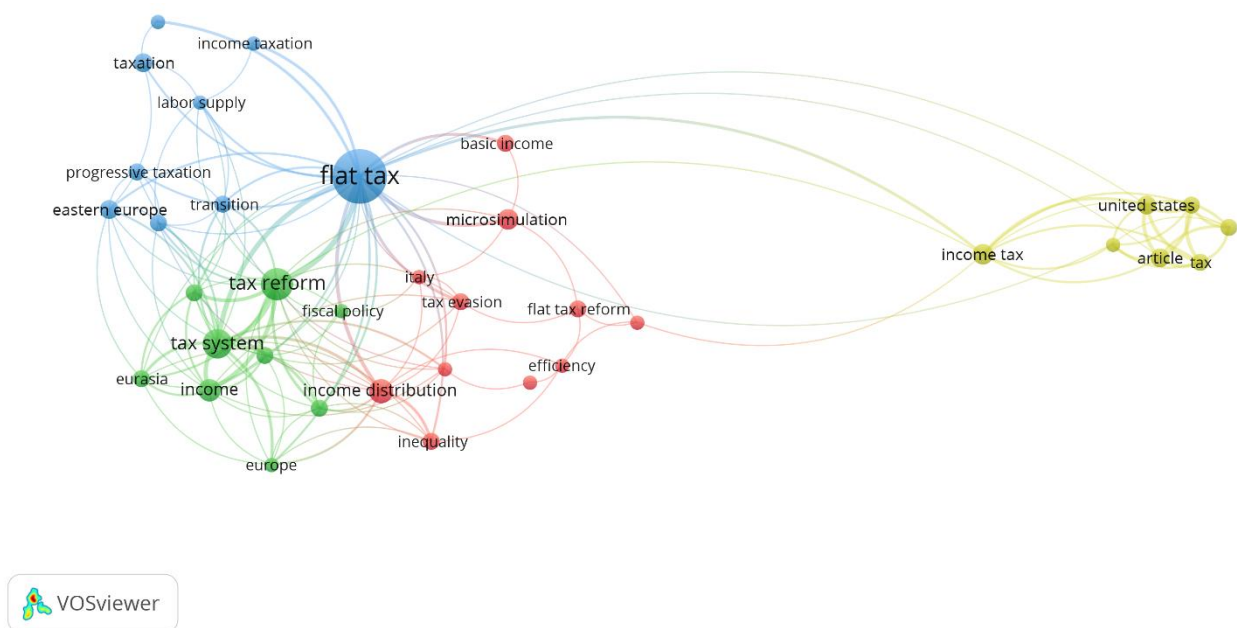 income taxation
taxation
labor supply
basic income
progressive taxation
flat tax
eastern europe
transition
microsimulation
united states
income tax
article
tax
tax reform
italy
tax evasion
fiscal policy
flat tax reform
tax system
efficiency
eurasia
income
income distribution
inequality
europe
VOSviewer